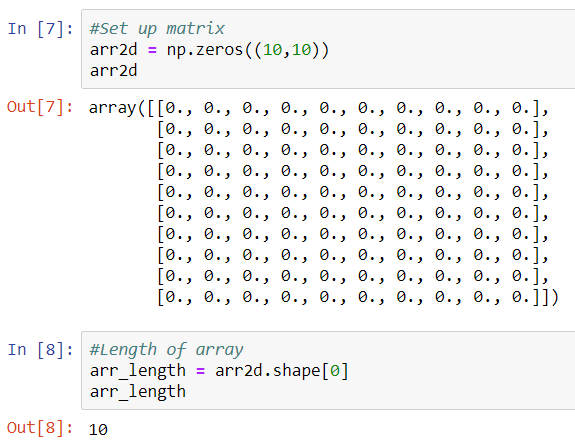 In [7]: #Set up matrix
arr2d = np.zeros((10,10))
arr2d
Out[7]: array([[0., 0., 0., 0., 0., 0., 0., 0., 0., 0.],
[0., 0., 0., 0., 0., 0., 0., 0., 0., 0.],
[0., 0., 0., 0., 0., 0., 0., 0., 0., 0.],
[0., 0., 0., 0., 0., 0., 0., 0., 0., 0.],
[0., 0., 0., 0., 0., 0., 0., 0., 0., 0.],
[0., 0., 0., 0., 0., 0., 0., 0., 0., 0.],
[0., 0., 0., 0., 0., 0., 0., 0., 0., 0.],
[0., 0., 0., 0., 0., 0., 0., 0., 0., 0.],
[0., 0., 0., 0., 0., 0., 0., 0., 0., 0.],
[0., 0., 0., 0., 0., 0., 0., 0., 0., 0.]])
In [8]: #Length of array
arr_length = arr2d.shape[0]
arr_length
Out[8]: 10